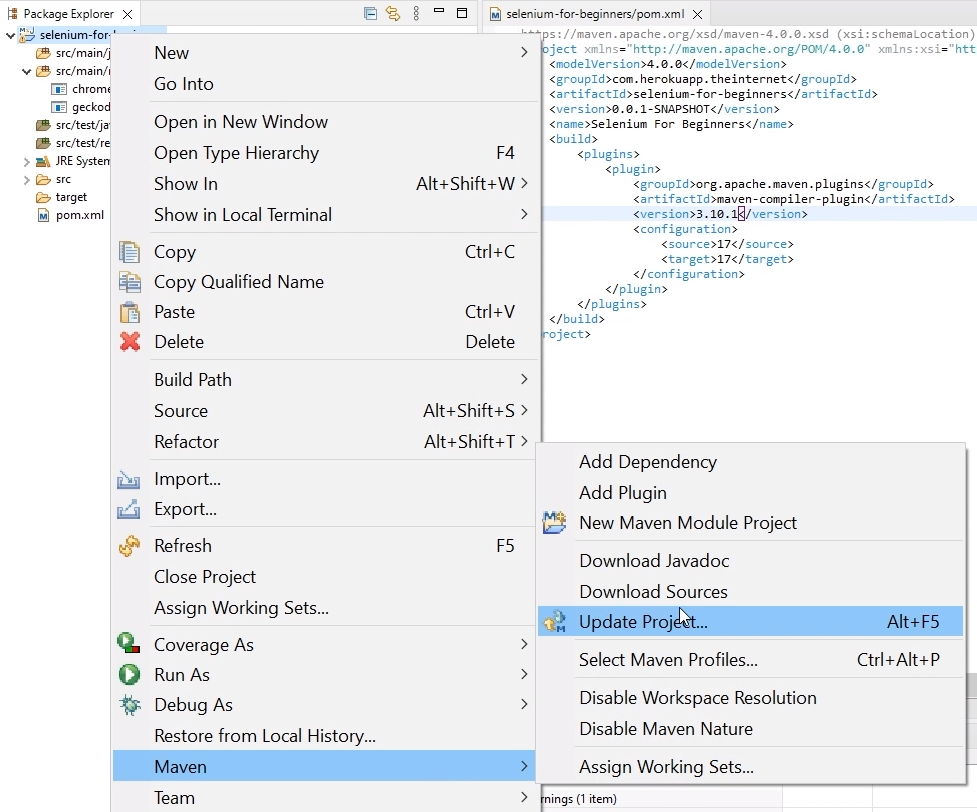 Package Explorer
selenium-for-beginners/pom.xml
selenium-for-
src/main/j
src/main/r
chrome
geckod
src/test/ja
src/test/re
JRE System
src
target
pom.xml
https://maven.apache.org/xsd/maven-4.0.0.xsd (xsi:schemaLocation)
oject xmlns="http://maven.apache.org/POM/4.0.0" xmlns:xsi="htt
<modelVersion>4.0.0</modelVersion>
<groupId>com.herokuapp.theinternet</groupId>
<artifactId>selenium-for-beginners</artifactId>
<version>0.0.1-SNAPSHOT</version>
<name>Selenium For Beginners</name>
<build>
<plugins>
<plugin>
<groupId>org.apache.maven.plugins</groupId>
<artifactId>maven-compiler-plugin</artifactId>
<version>3.10.1</version>
<configuration>
<source>17</source>
<target>17</target>
</configuration>
</plugin>
</plugins>
</build>
roject>
New
Go Into
Open in New Window
Open Type Hierarchy F4
Show In Alt+Shift+W
Show in Local Terminal
Copy Ctrl+C
Copy Qualified Name
Paste Ctrl+V
Delete Delete
Build Path
Source Alt+Shift+S
Refactor Alt+Shift+T
Import...
Export...
Refresh F5
Close Project
Assign Working Sets...
Coverage As
Run As
Debug As
Restore from Local History...
Maven
Team
Add Dependency
Add Plugin
New Maven Module Project
Download Javadoc
Download Sources
Update Project... Alt+F5
Select Maven Profiles... Ctrl+Alt+P
Disable Workspace Resolution
Disable Maven Nature
Assign Working Sets...
rnings (1 item)